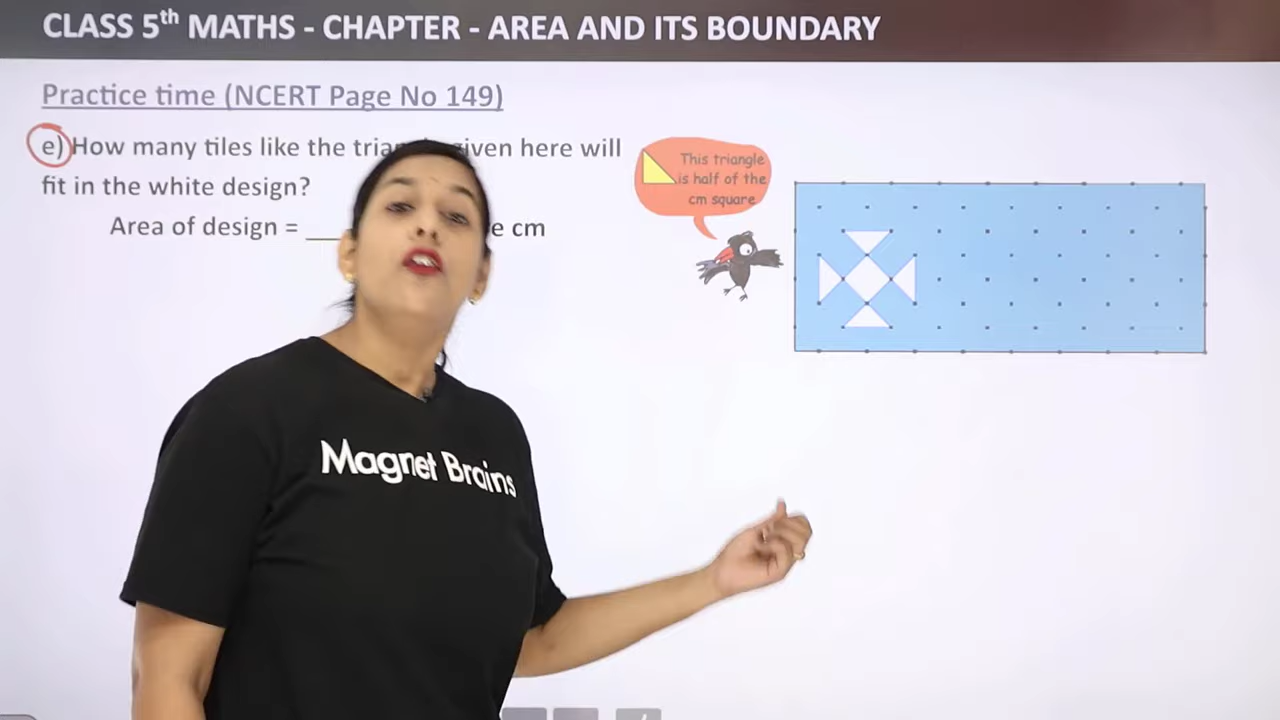 CLASS 5th MATHS - CHAPTER - AREA AND ITS BOUNDARY
Practice time (NCERT Page No 149)
e) How many tiles like the given here will
fit in the white design?
Area of design = __ cm
This triangle
is half of the
cm square
Magnet Brains